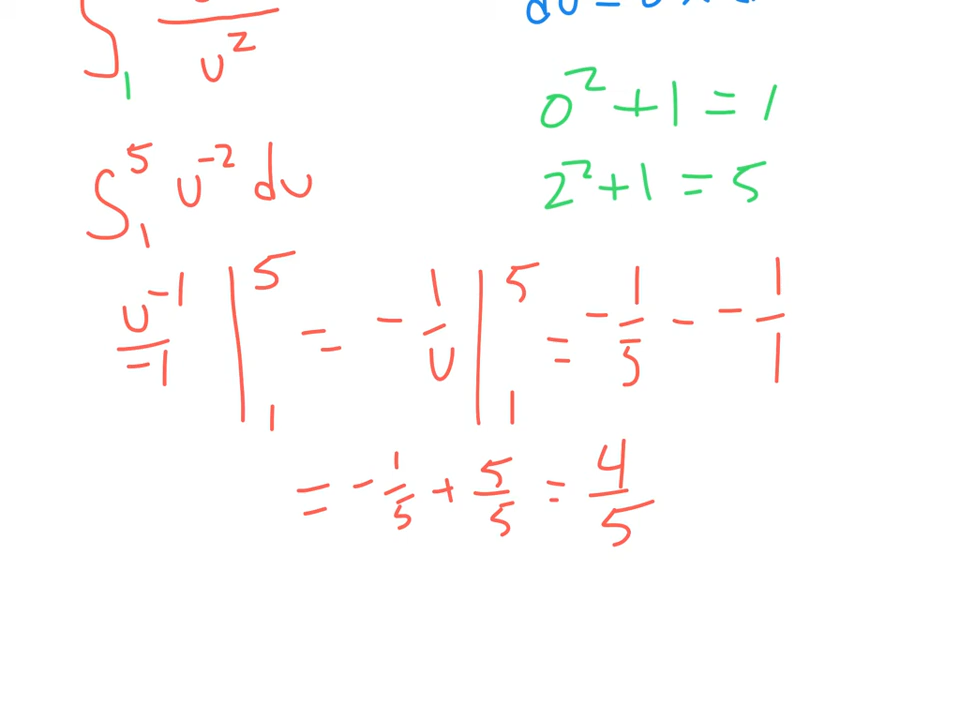 ∫₁ u²
0² + 1 = 1
2² + 1 = 5
∫₁⁵ u⁻² du
u⁻¹/-1 |₁⁵ = - 1/u |₁⁵ = - 1/5 - - 1/1
= - 1/5 + 5/5 = 4/5